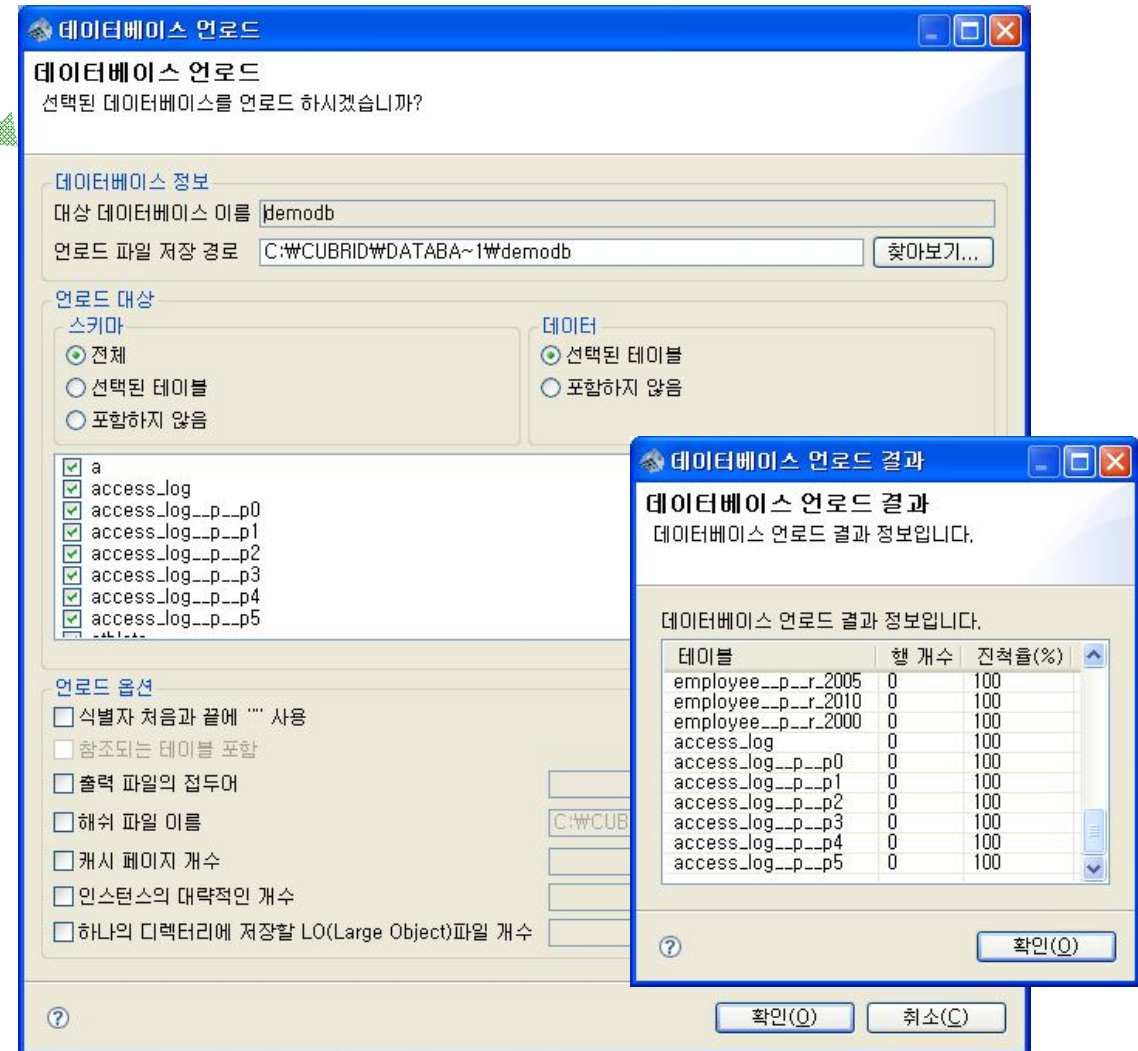 데이터베이스 언로드
데이터베이스 언로드
선택된 데이터베이스를 언로드 하시겠습니까?
데이터베이스 정보
대상 데이터베이스 이름 demodb
언로드 파일 저장 경로 C:₩CUBRID₩DATABA~1₩demodb 찾아보기...
언로드 대상
스키마
전체
선택된 테이블
포함하지 않음
데이터
선택된 테이블
포함하지 않음
a
access_log
access_log__p__p0
access_log__p__p1
access_log__p__p2
access_log__p__p3
access_log__p__p4
access_log__p__p5
언로드 옵션
식별자 처음과 끝에 "" 사용
참조되는 테이블 포함
출력 파일의 접두어
해쉬 파일 이름 C:₩CUB
캐시 페이지 개수
인스턴스의 대략적인 개수
하나의 디렉터리에 저장할 LO(Large Object)파일 개수
확인(O) 취소(C)
데이터베이스 언로드 결과
데이터베이스 언로드 결과
데이터베이스 언로드 결과 정보입니다.
데이터베이스 언로드 결과 정보입니다.
테이블 행 개수 진척율(%)
employee__p__r_2005 0 100
employee__p__r_2010 0 100
employee__p__r_2000 0 100
access_log 0 100
access_log__p__p0 0 100
access_log__p__p1 0 100
access_log__p__p2 0 100
access_log__p__p3 0 100
access_log__p__p4 0 100
access_log__p__p5 0 100
확인(O)